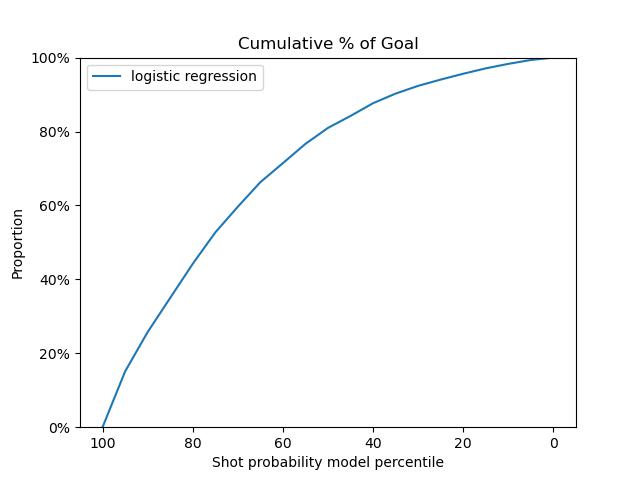 Cumulative % of Goal
100%
80%
60%
40%
20%
0%
Proportion
logistic regression
100 80 60 40 20 0
Shot probability model percentile